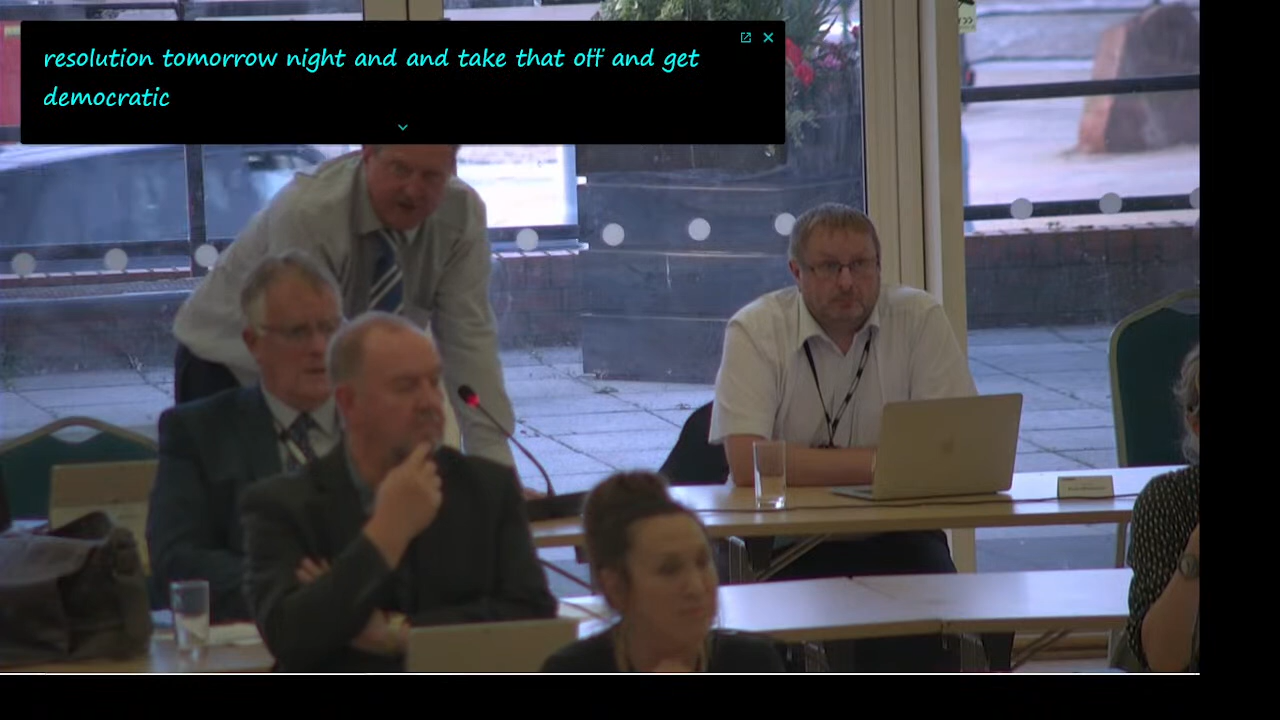 resolution tomorrow night and and take that off and get
democratic